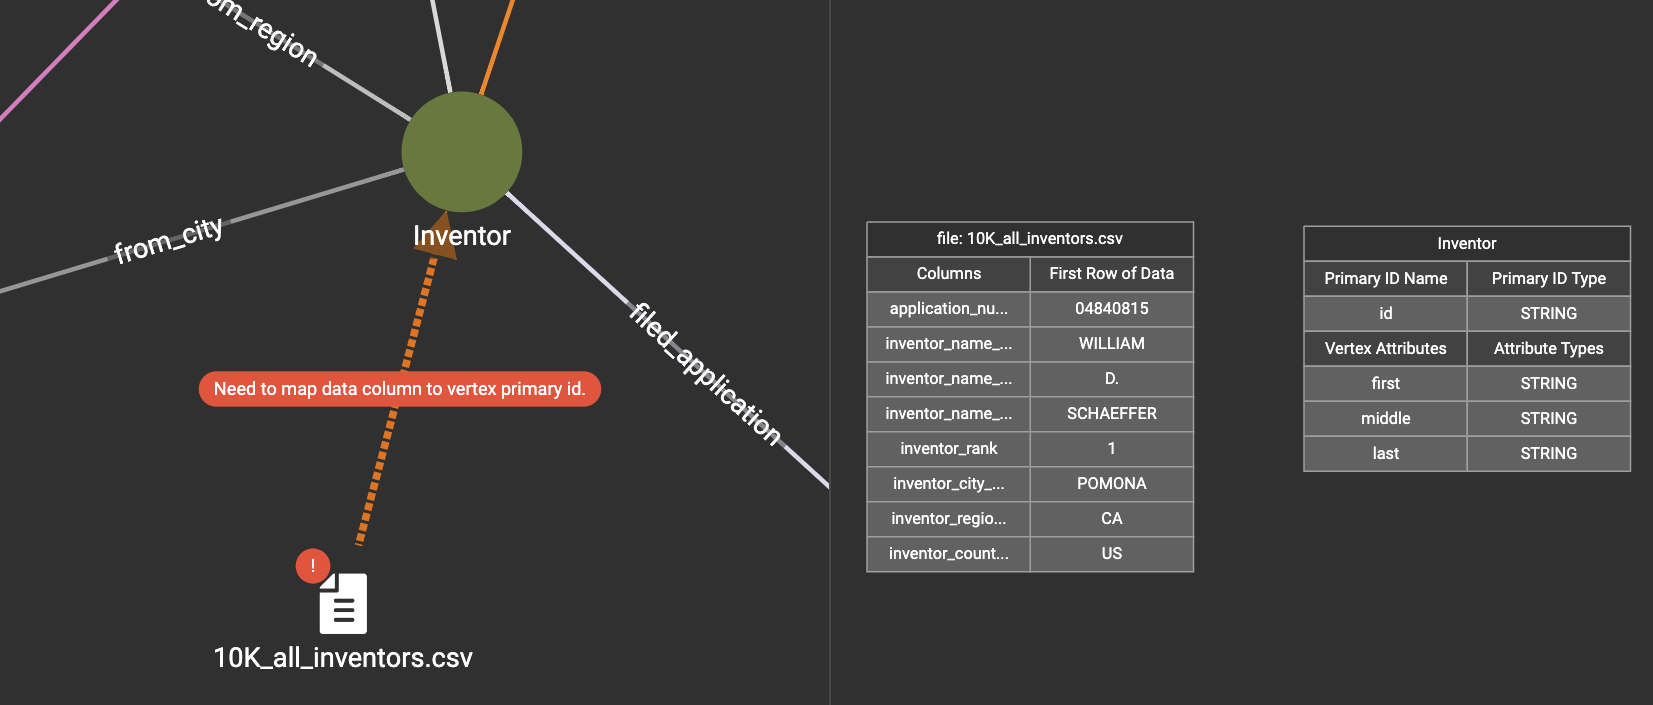 om_region
Inventor
from_city
filed_application
Need to map data column to vertex primary id.
!
10K_all_inventors.csv
file: 10K_all_inventors.csv
Columns First Row of Data
application_nu... 04840815
inventor_name_... WILLIAM
inventor_name_... D.
inventor_name_... SCHAEFFER
inventor_rank 1
inventor_city_... POMONA
inventor_regio... CA
inventor_count... US
Inventor
Primary ID Name Primary ID Type
id STRING
Vertex Attributes Attribute Types
first STRING
middle STRING
last STRING